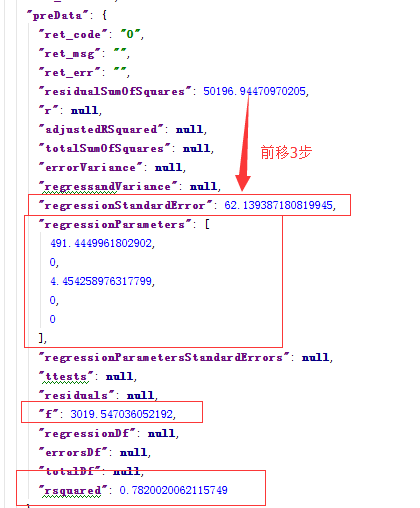 "preData": {
"ret_code": "0",
"ret_msg": "",
"ret_err": "",
"residualSumOfSquares": 50196.94470970205,
"r": null,
"adjustedRSquared": null,
"totalSumOfSquares": null,
"errorVariance": null,
前移3步
"regressandVariance": null,
"regressionStandardError": 62.139387180819945,
"regressionParameters": [
491.4449961802902,
0,
4.454258976317799,
0,
0
],
"regressionParametersStandardErrors": null,
"ttests": null,
"residuals": null,
"f": 3019.547036052192,
"regressionDf": null,
"errorsDf": null,
"totalDf": null,
"rsquared": 0.7820020062115749